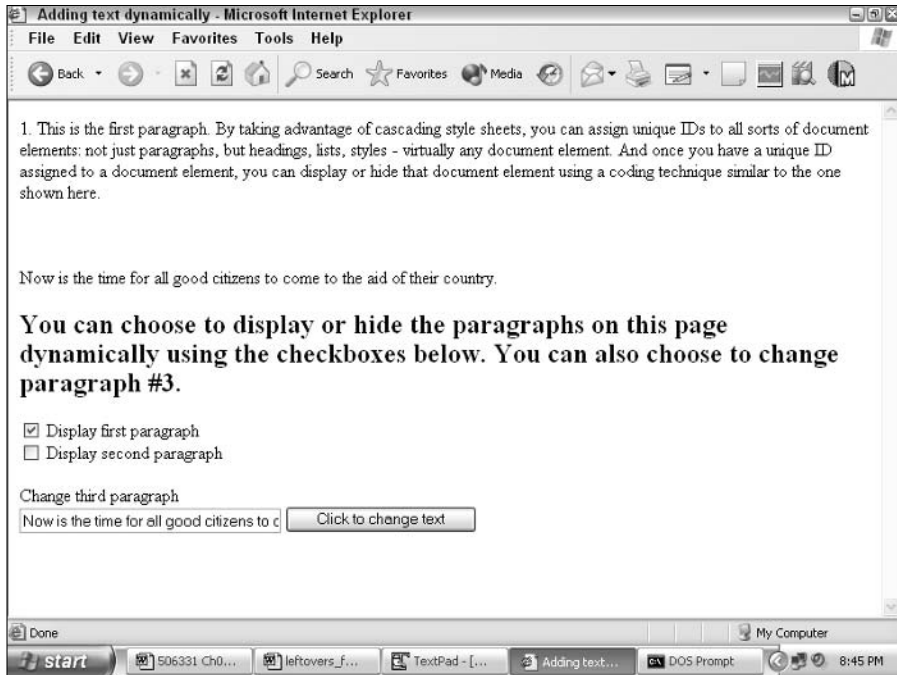 Adding text dynamically - Microsoft Internet Explorer
File Edit View Favorites Tools Help
Back Search Favorites Media
1. This is the first paragraph. By taking advantage of cascading style sheets, you can assign unique IDs to all sorts of document
elements: not just paragraphs, but headings, lists, styles - virtually any document element. And once you have a unique ID
assigned to a document element, you can display or hide that document element using a coding technique similar to the one
shown here.
Now is the time for all good citizens to come to the aid of their country.
You can choose to display or hide the paragraphs on this page
dynamically using the checkboxes below. You can also choose to change
paragraph #3.
Display first paragraph
Display second paragraph
Change third paragraph
Now is the time for all good citizens to c Click to change text
Done My Computer
start 506331 Ch0... leftovers_f... TextPad - [... Adding text... DOS Prompt 8:45 PM